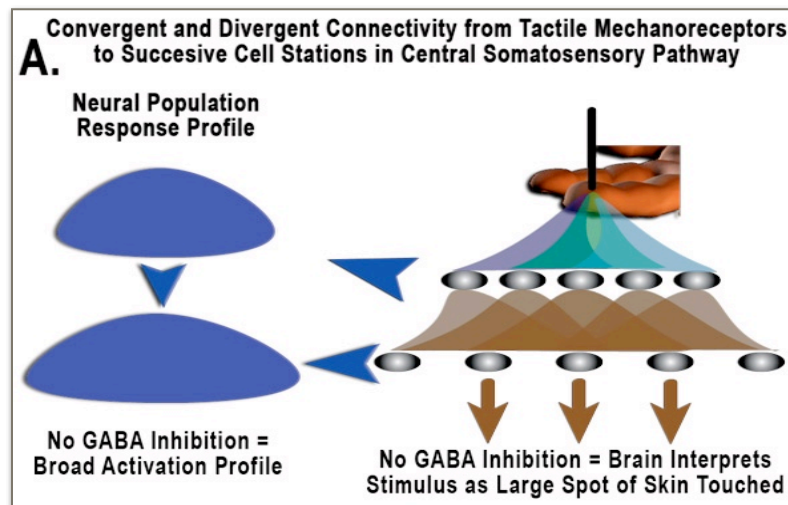 A.
Convergent and Divergent Connectivity from Tactile Mechanoreceptors
to Succesive Cell Stations in Central Somatosensory Pathway
Neural Population
Response Profile
No GABA Inhibition =
Broad Activation Profile
No GABA Inhibition = Brain Interprets
Stimulus as Large Spot of Skin Touched